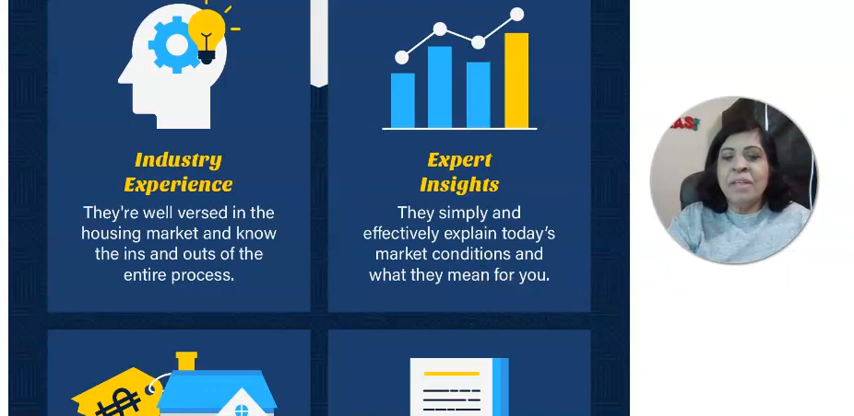 Industry
Experience
They're well versed in the
housing market and know
the ins and outs of the
entire process.
Expert
Insights
They simply and
effectively explain today's
market conditions and
what they mean for you.
$